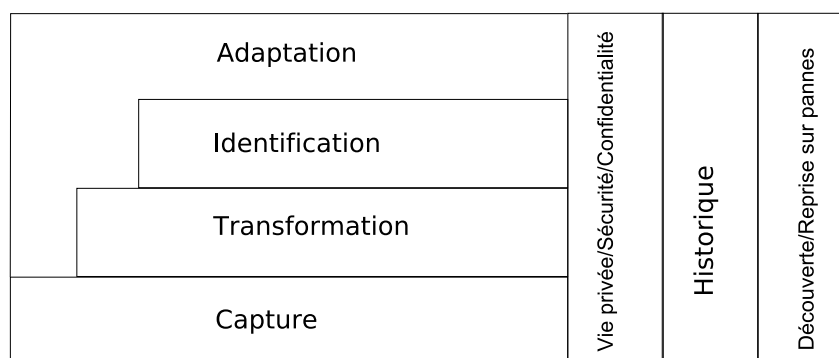 Adaptation
Identification
Transformation
Capture
Vie privée/Sécurité/Confidentialité
Historique
Découverte/Reprise sur pannes